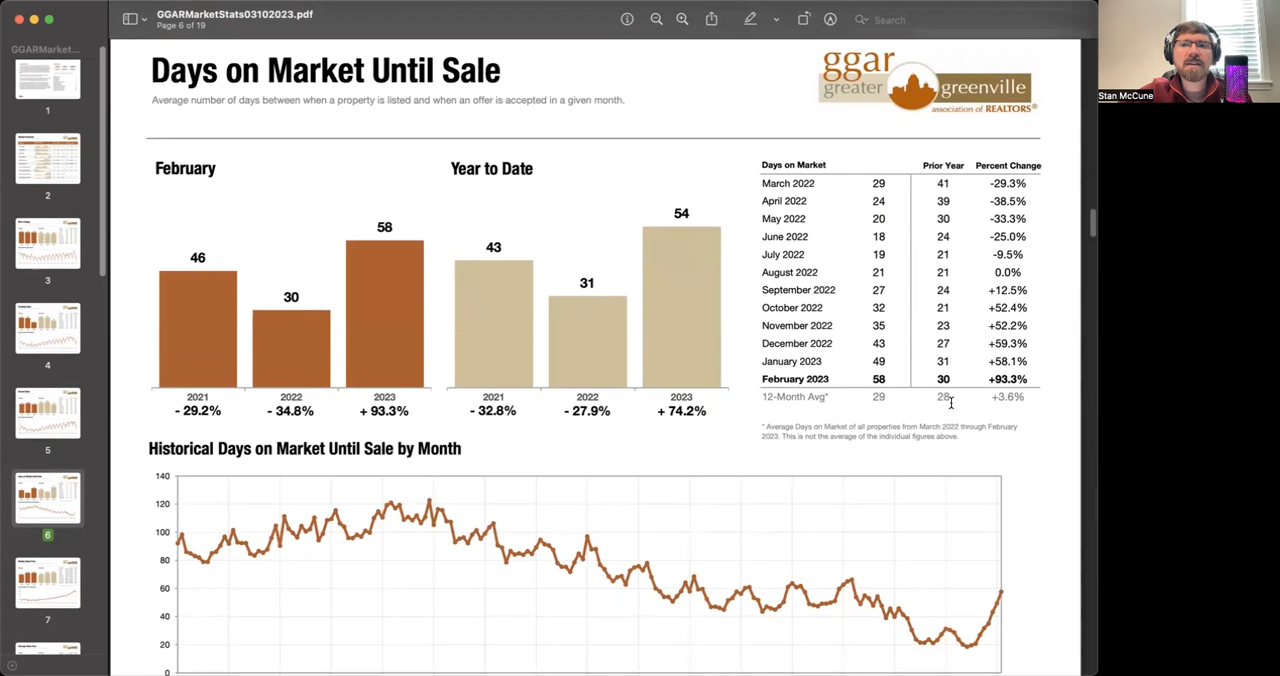 GGARMarketStats03102023.pdf
Page 6 of 19
Search
GGARMarket...
1
2
3
4
5
6
7
Days on Market Until Sale
Average number of days between when a property is listed and when an offer is accepted in a given month.
ggar
greater greenville
association of REALTORS®
Stan McCune
February
46
30
58
2021 2022 2023
- 29.2% - 34.8% + 93.3%
Year to Date
43
31
54
2021 2022 2023
- 32.8% - 27.9% + 74.2%
Days on Market Prior Year Percent Change
March 2022 29 41 -29.3%
April 2022 24 39 -38.5%
May 2022 20 30 -33.3%
June 2022 18 24 -25.0%
July 2022 19 21 -9.5%
August 2022 21 21 0.0%
September 2022 27 24 +12.5%
October 2022 32 21 +52.4%
November 2022 35 23 +52.2%
December 2022 43 27 +59.3%
January 2023 49 31 +58.1%
February 2023 58 30 +93.3%
12-Month Avg* 29 28 +3.6%
* Average Days on Market of all properties from March 2022 through February
2023. This is not the average of the individual figures above.
Historical Days on Market Until Sale by Month
140
120
100
80
60
40
20
0